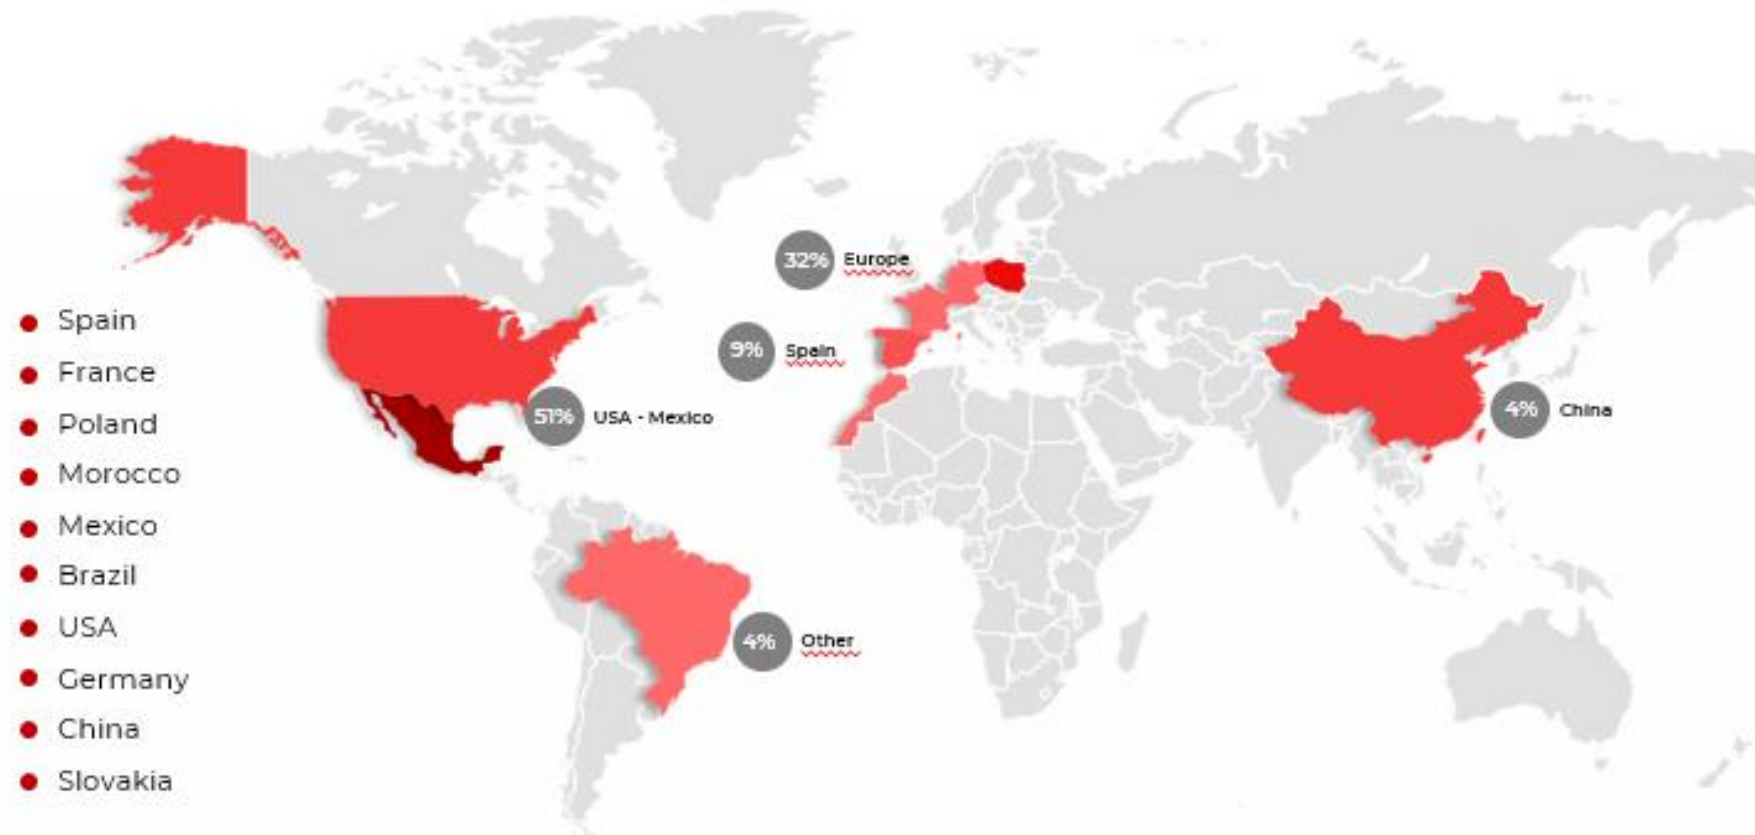 Spain
France
Poland
Morocco
Mexico
Brazil
USA
Germany
China
Slovakia
32% Europe
9% Spain
51% USA - Mexico
4% China
4% Other